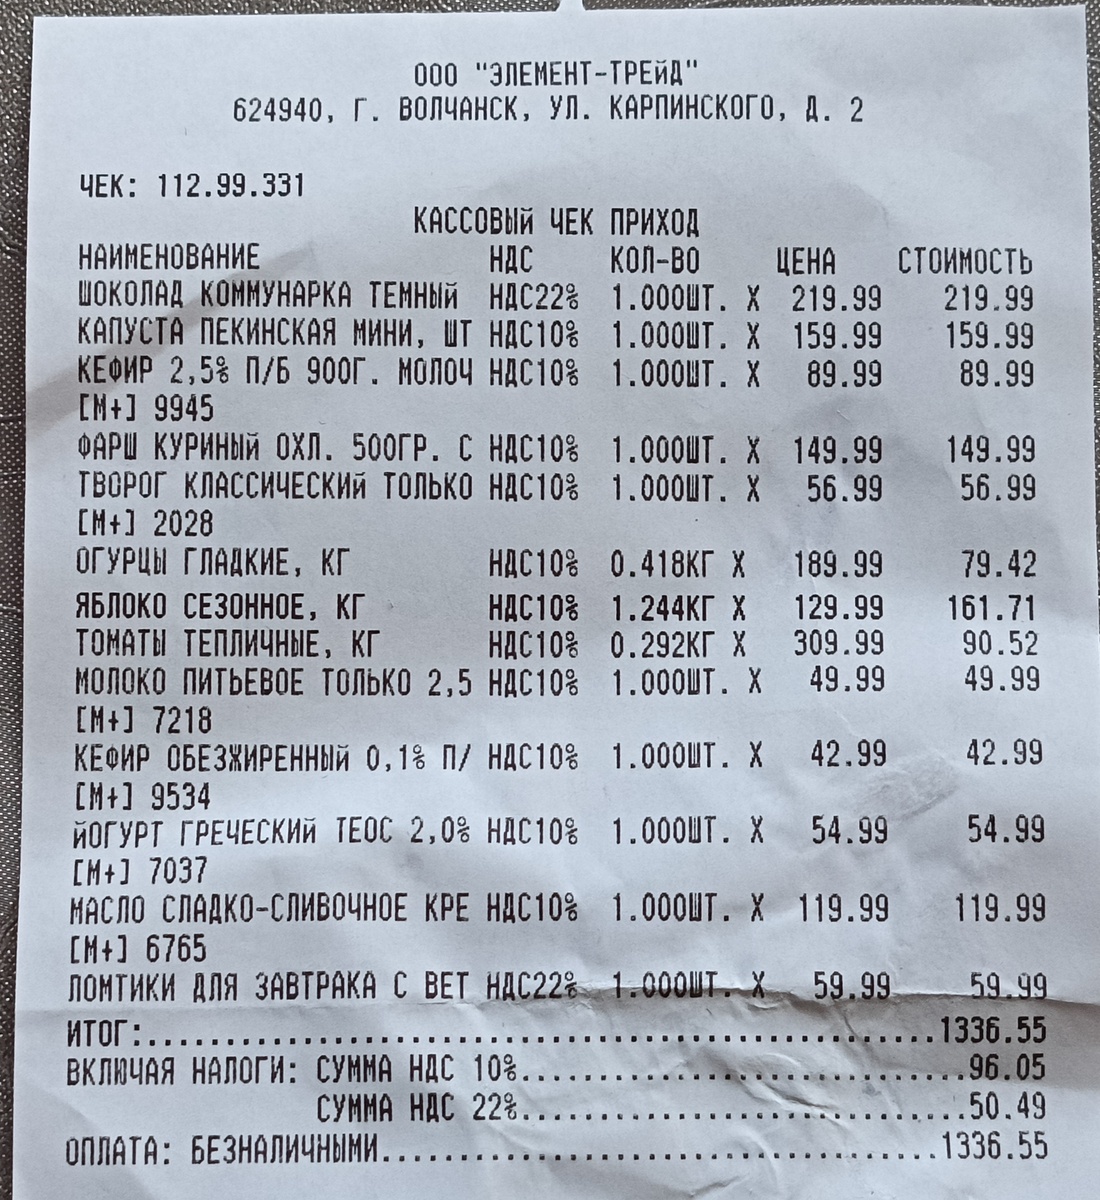 ООО "ЭЛЕМЕНТ-ТРЕЙД"
624940, Г. ВОЛЧАНСК, УЛ. КАРПИНСКОГО, Д. 2
ЧЕК: 112.99.331
КАССОВЫЙ ЧЕК ПРИХОД
НАИМЕНОВАНИЕ НДС КОЛ-ВО ЦЕНА СТОИМОСТЬ
ШОКОЛАД КОММУНАРКА ТЕМНЫЙ НДС22% 1.000ШТ. X 219.99 219.99
КАПУСТА ПЕКИНСКАЯ МИНИ, ШТ НДС10% 1.000ШТ. X 159.99 159.99
КЕФИР 2,5% П/Б 900Г. МОЛОЧ НДС10% 1.000ШТ. X 89.99 89.99
[M+] 9945
ФАРШ КУРИНЫЙ ОХЛ. 500ГР. С НДС10% 1.000ШТ. X 149.99 149.99
ТВОРОГ КЛАССИЧЕСКИЙ ТОЛЬКО НДС10% 1.000ШТ. X 56.99 56.99
[M+] 2028
ОГУРЦЫ ГЛАДКИЕ, КГ НДС10% 0.418КГ X 189.99 79.42
ЯБЛОКО СЕЗОННОЕ, КГ НДС10% 1.244КГ X 129.99 161.71
ТОМАТЫ ТЕПЛИЧНЫЕ, КГ НДС10% 0.292КГ X 309.99 90.52
МОЛОКО ПИТЬЕВОЕ ТОЛЬКО 2,5 НДС10% 1.000ШТ. X 49.99 49.99
[M+] 7218
КЕФИР ОБЕЗЖИРЕННЫЙ 0,1% П/ НДС10% 1.000ШТ. X 42.99 42.99
[M+] 9534
ЙОГУРТ ГРЕЧЕСКИЙ ТЕОС 2,0% НДС10% 1.000ШТ. X 54.99 54.99
[M+] 7037
МАСЛО СЛАДКО-СЛИВОЧНОЕ КРЕ НДС10% 1.000ШТ. X 119.99 119.99
[M+] 6765
ЛОМТИКИ ДЛЯ ЗАВТРАКА С ВЕТ НДС22% 1.000ШТ. X 59.99 59.99
ИТОГ:....................................................1336.55
ВКЛЮЧАЯ НАЛОГИ: СУММА НДС 10%.............................96.05
СУММА НДС 22%.............................50.49
ОПЛАТА: БЕЗНАЛИЧНЫМИ....................................1336.55